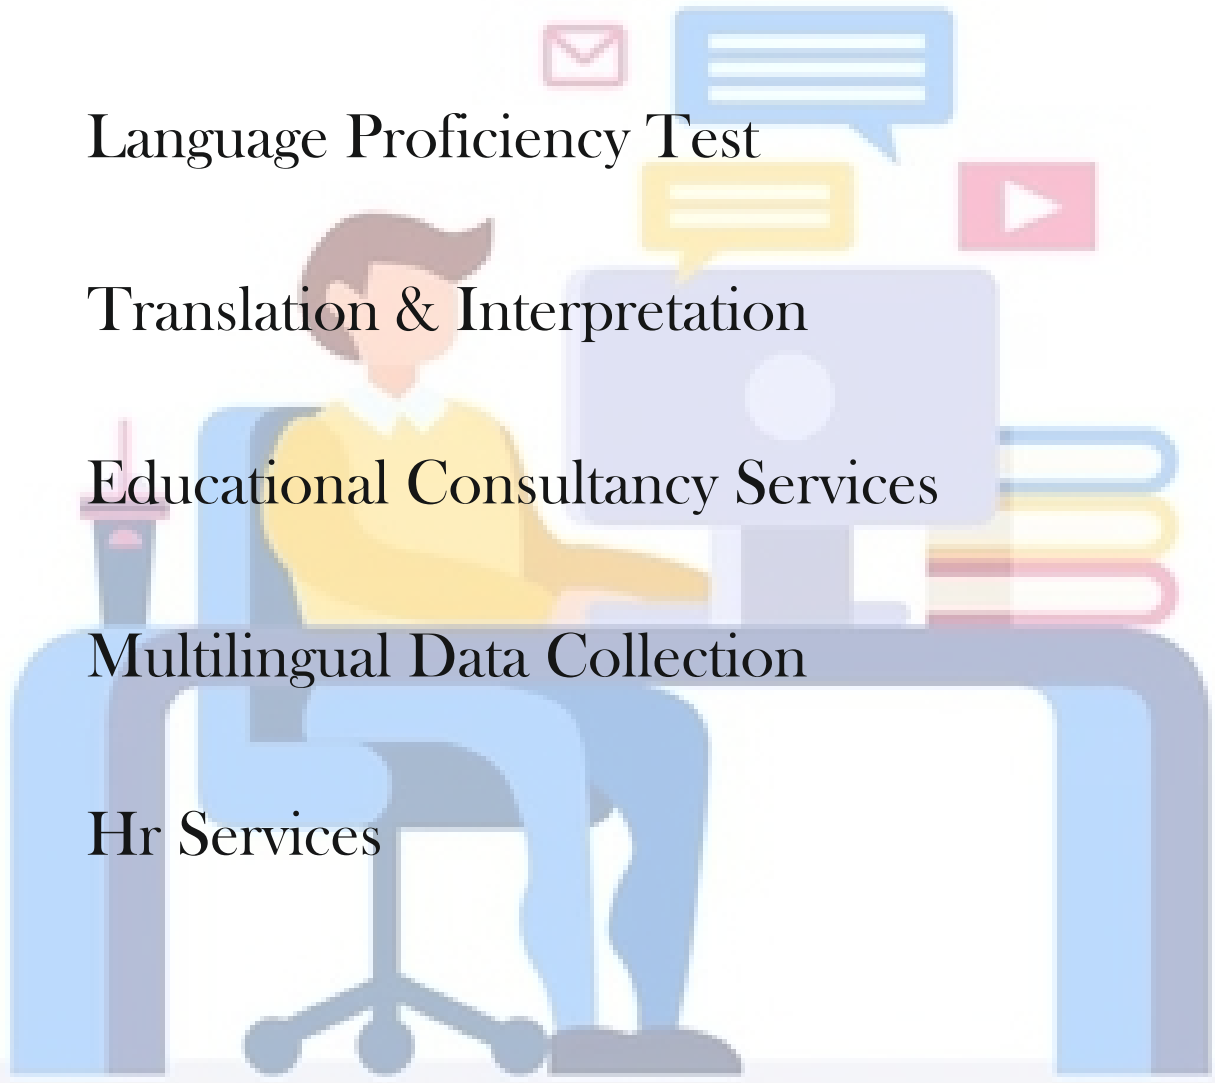 Language Proficiency Test
Translation & Interpretation
Educational Consultancy Services
Multilingual Data Collection
Hr Services